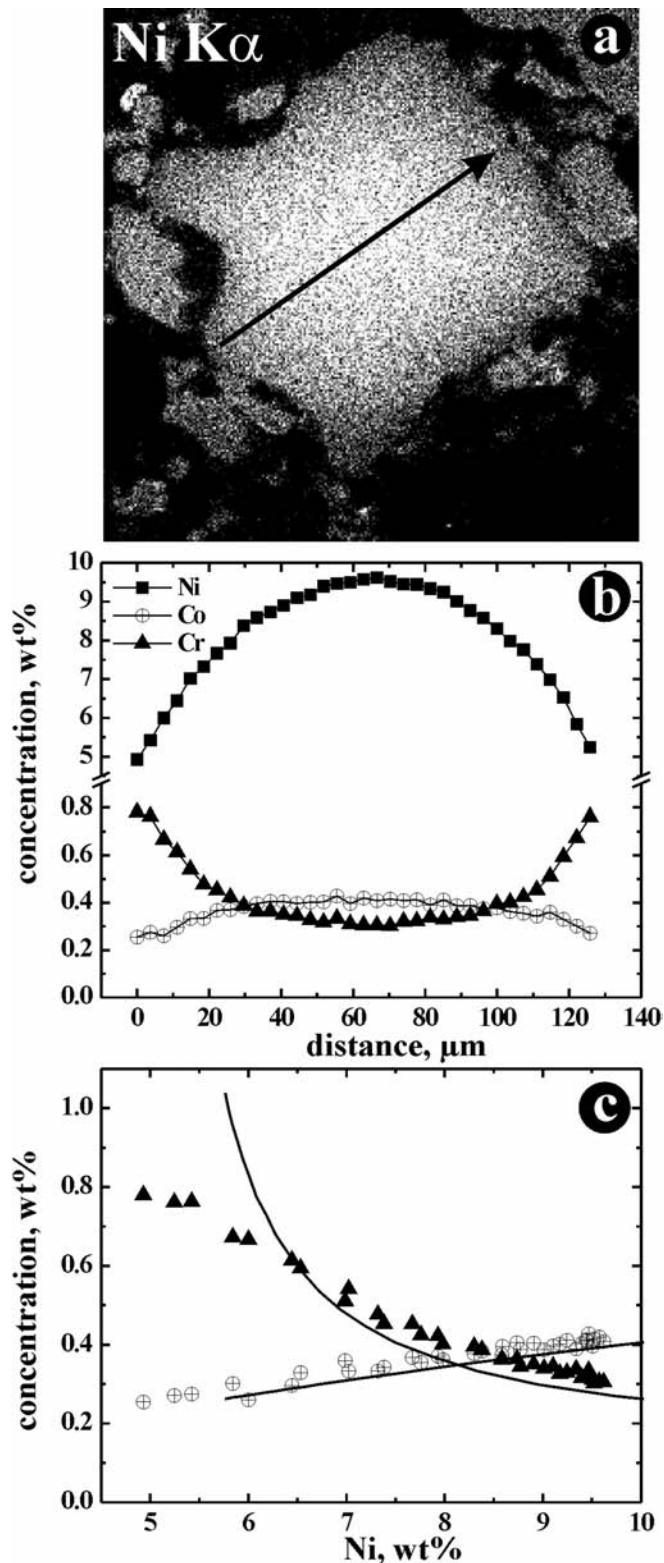 Ni Kα
a
10
9
8
7
6
5
0.8
0.6
0.4
0.2
0.0
Ni
Co
Cr
b
concentration, wt%
0 20 40 60 80 100 120 140
distance, μm
1.0
0.8
0.6
0.4
0.2
0.0
c
concentration, wt%
5 6 7 8 9 10
Ni, wt%